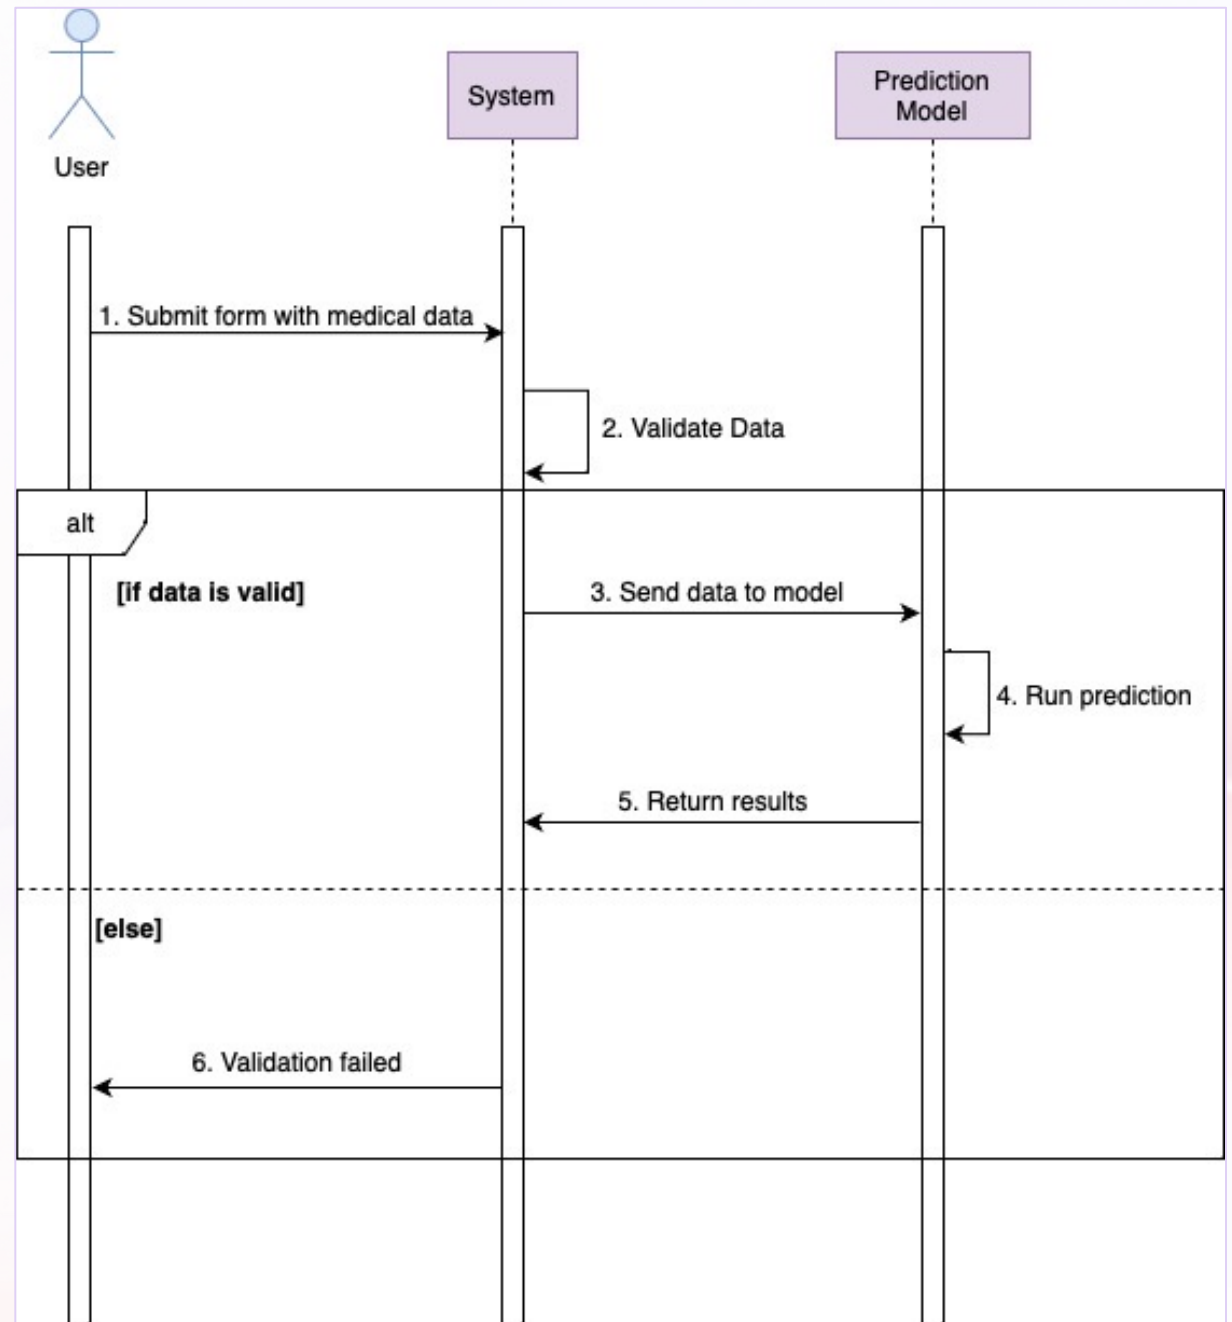 User
System
Prediction
Model
1. Submit form with medical data
2. Validate Data
alt
[if data is valid]
3. Send data to model
4. Run prediction
5. Return results
[else]
6. Validation failed